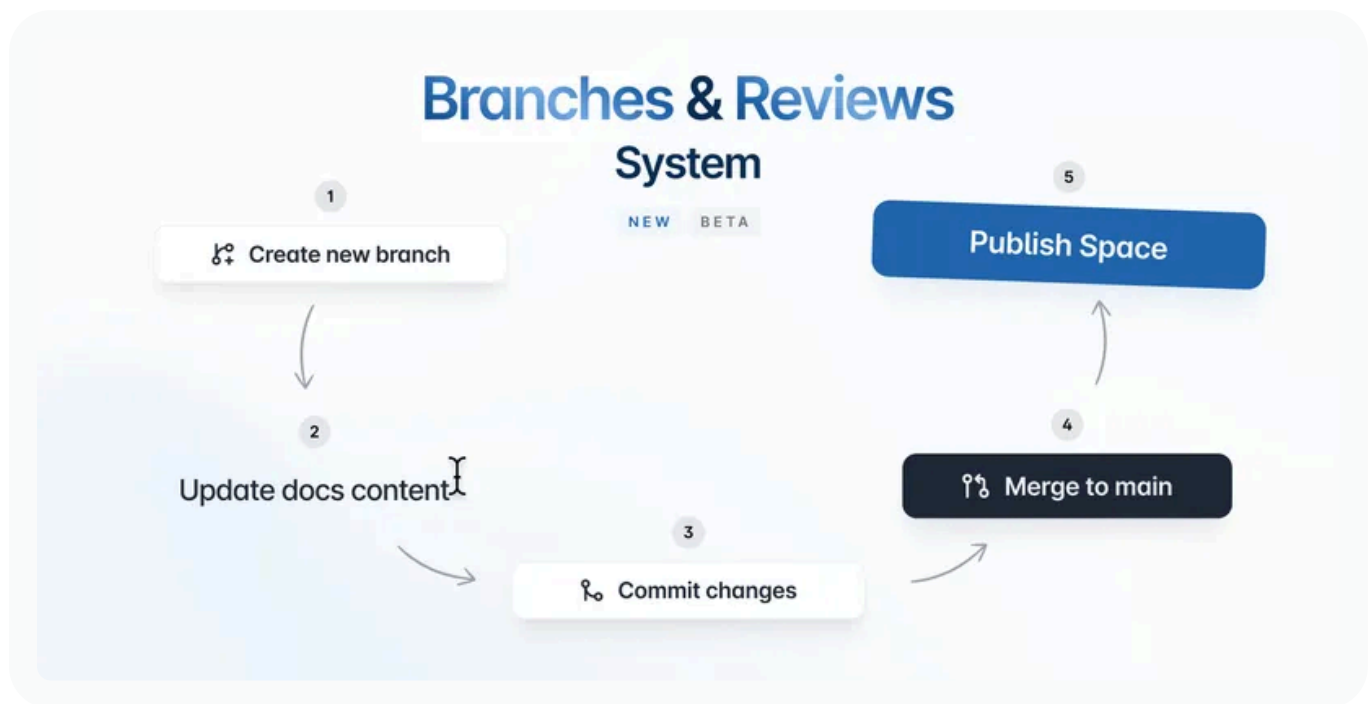 Branches & Reviews
System
NEW BETA
1
Create new branch
2
Update docs content
3
Commit changes
4
Merge to main
5
Publish Space